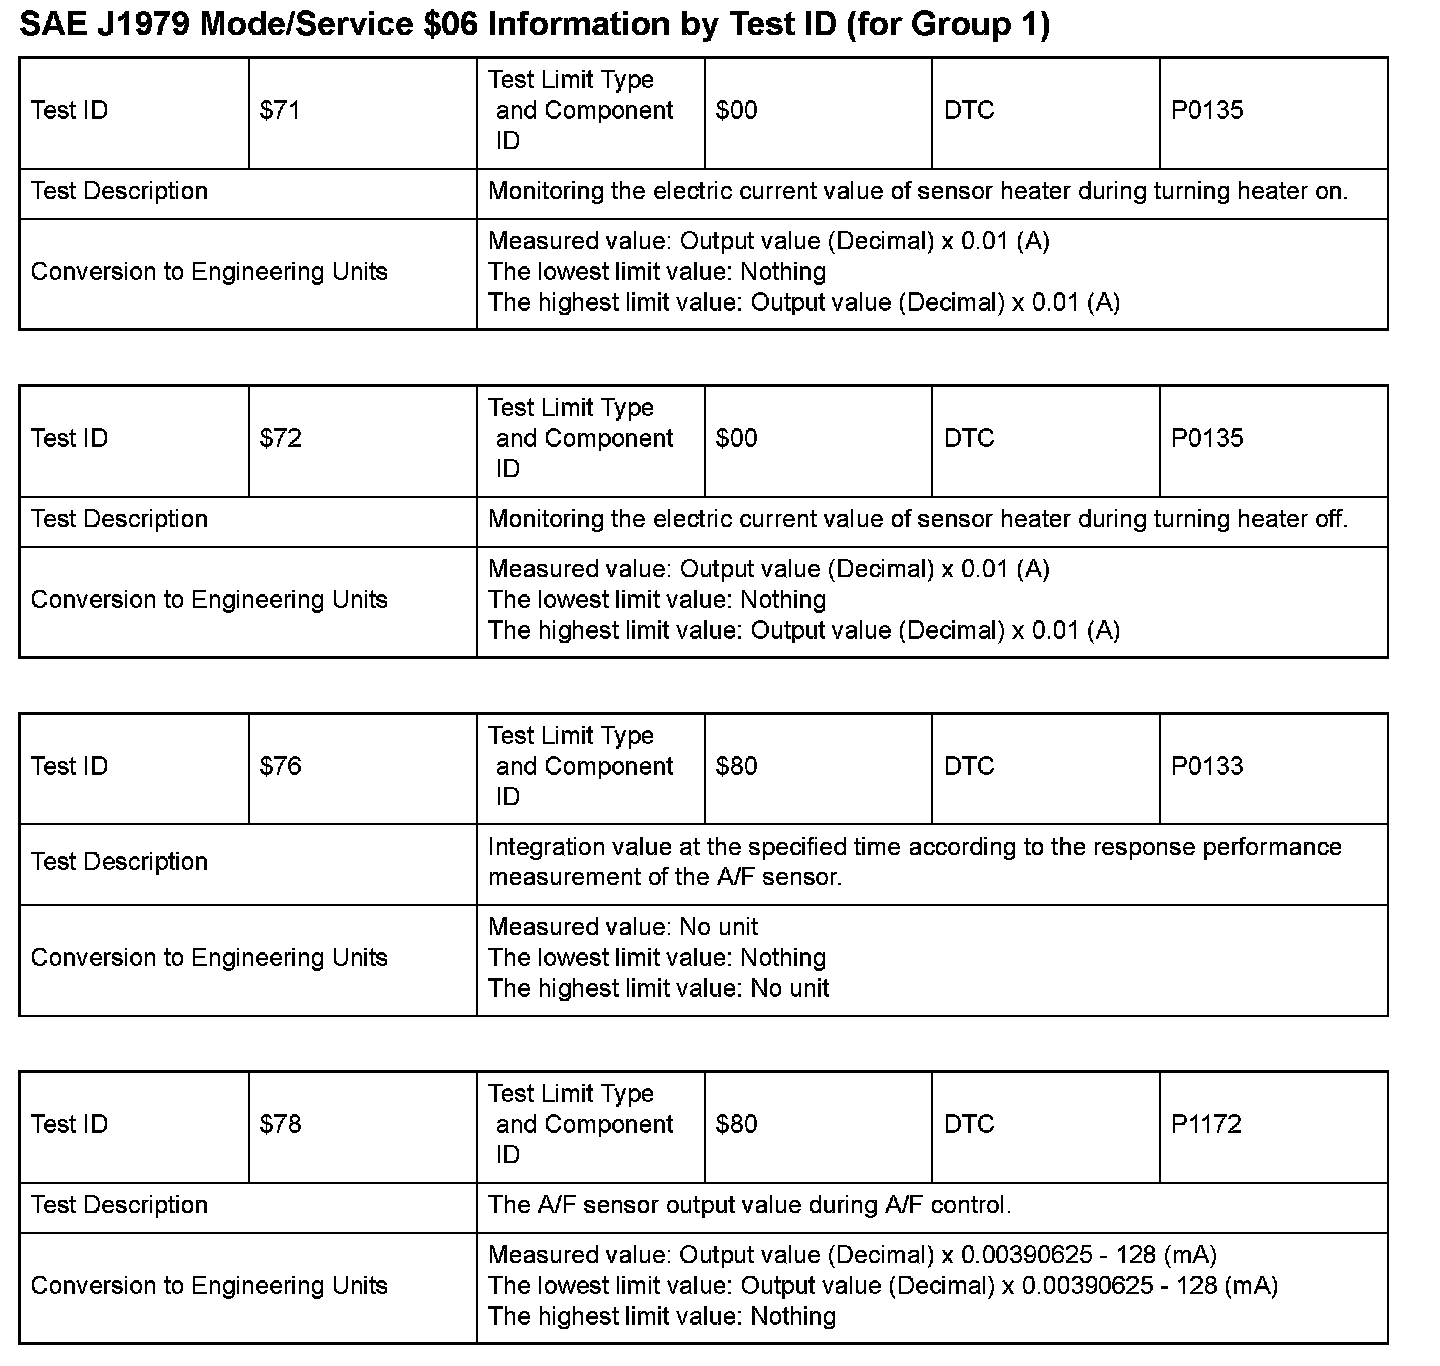 SAE J1979 Mode/Service $06 Information by Test ID (for Group 1)
Test ID
$71
Test Limit Type
and Component
ID
$00
DTC
P0135
Test Description
Monitoring the electric current value of sensor heater during turning heater on.
Conversion to Engineering Units
Measured value: Output value (Decimal) x 0.01 (A)
The lowest limit value: Nothing
The highest limit value: Output value (Decimal) x 0.01 (A)
Test ID
$72
Test Limit Type
and Component
ID
$00
DTC
P0135
Test Description
Monitoring the electric current value of sensor heater during turning heater off.
Conversion to Engineering Units
Measured value: Output value (Decimal) x 0.01 (A)
The lowest limit value: Nothing
The highest limit value: Output value (Decimal) x 0.01 (A)
Test ID
$76
Test Limit Type
and Component
ID
$80
DTC
P0133
Test Description
Integration value at the specified time according to the response performance
measurement of the A/F sensor.
Conversion to Engineering Units
Measured value: No unit
The lowest limit value: Nothing
The highest limit value: No unit
Test ID
$78
Test Limit Type
and Component
ID
$80
DTC
P1172
Test Description
The A/F sensor output value during A/F control.
Conversion to Engineering Units
Measured value: Output value (Decimal) x 0.00390625 - 128 (mA)
The lowest limit value: Output value (Decimal) x 0.00390625 - 128 (mA)
The highest limit value: Nothing